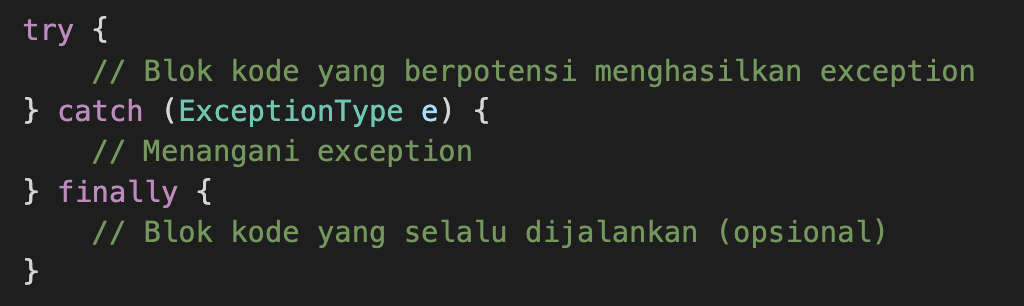 try {
    // Blok kode yang berpotensi menghasilkan exception
} catch (ExceptionType e) {
    // Menangani exception
} finally {
    // Blok kode yang selalu dijalankan (opsional)
}